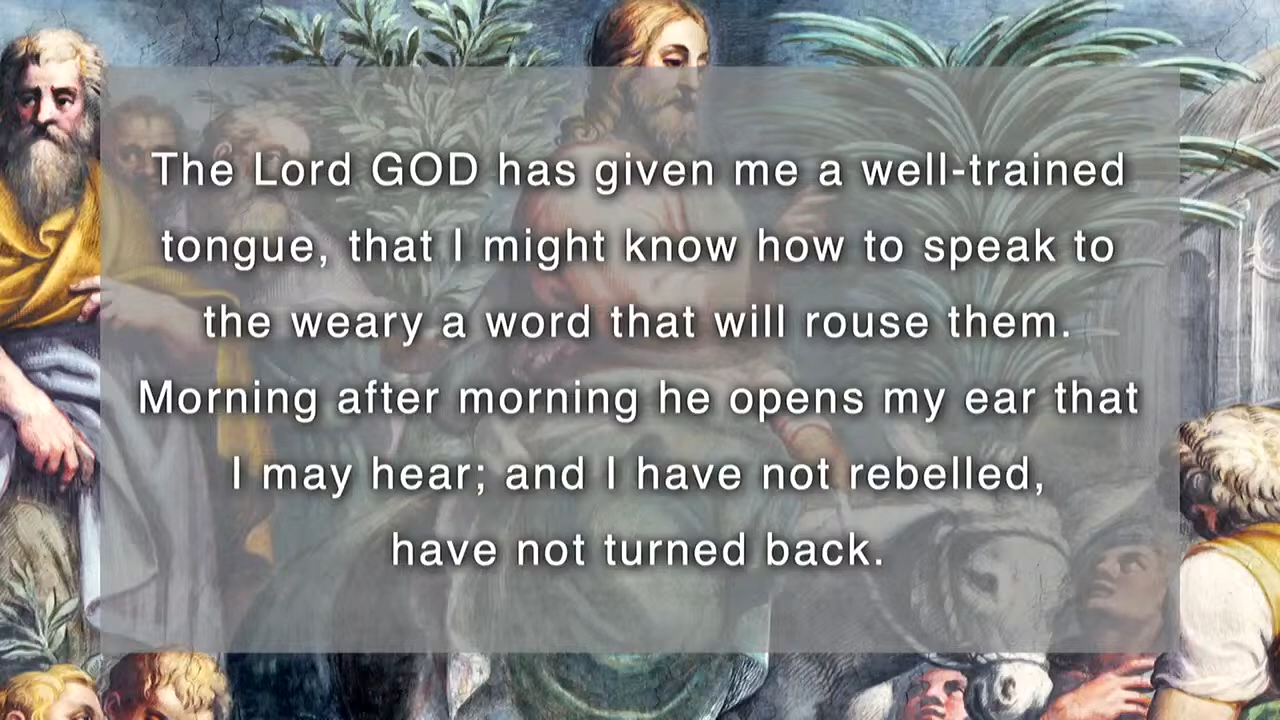 The Lord GOD has given me a well-trained
tongue, that I might know how to speak to
the weary a word that will rouse them.
Morning after morning he opens my ear that
I may hear; and I have not rebelled,
have not turned back.